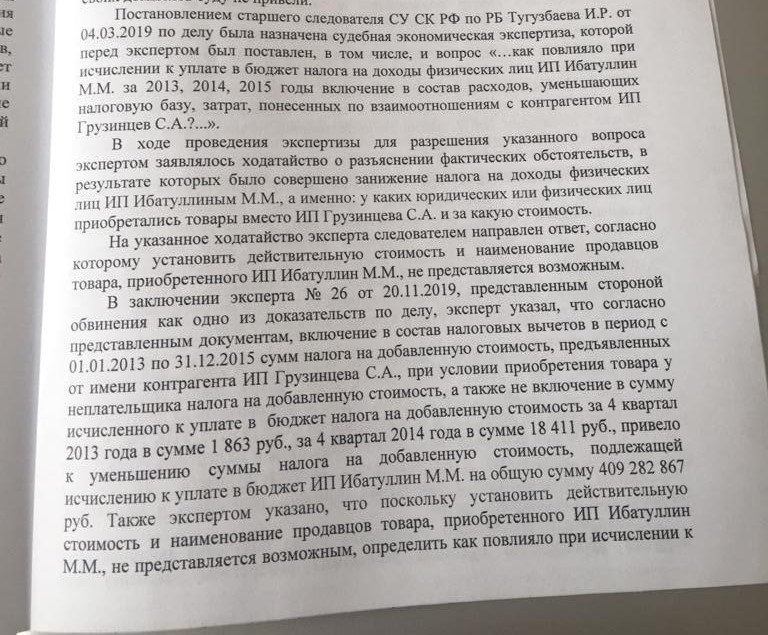 Постановлением старшего следователя СУ СК РФ по РБ Тугузбаева И.Р. от
04.03.2019 по делу была назначена судебная экономическая экспертиза, которой
перед экспертом был поставлен, в том числе, и вопрос «…как повлияло при
исчислении к уплате в бюджет налога на доходы физических лиц ИП Ибатуллин
М.М. за 2013, 2014, 2015 годы включение в состав расходов, уменьшающих
налоговую базу, затрат, понесенных по взаимоотношениям с контрагентом ИП
Грузинцев С.А.?...».
В ходе проведения экспертизы для разрешения указанного вопроса
экспертом заявлялось ходатайство о разъяснении фактических обстоятельств, в
результате которых было совершено занижение налога на доходы физических
лиц ИП Ибатуллиным М.М., а именно: у каких юридических или физических лиц
приобретались товары вместо ИП Грузинцева С.А. и за какую стоимость.
На указанное ходатайство эксперта следователем направлен ответ, согласно
которому установить действительную стоимость и наименование продавцов
товара, приобретенного ИП Ибатуллин М.М., не представляется возможным.
В заключении эксперта № 26 от 20.11.2019, представленным стороной
обвинения как одно из доказательств по делу, эксперт указал, что согласно
представленным документам, включение в состав налоговых вычетов в период с
01.01.2013 по 31.12.2015 сумм налога на добавленную стоимость, предъявленных
от имени контрагента ИП Грузинцева С.А., при условии приобретения товара у
неплательщика налога на добавленную стоимость, а также не включение в сумму
исчисленного к уплате в бюджет налога на добавленную стоимость за 4 квартал
2013 года в сумме 1 863 руб., за 4 квартал 2014 года в сумме 18 411 руб., привело
к уменьшению суммы налога на добавленную стоимость, подлежащей
исчислению к уплате в бюджет ИП Ибатуллин М.М. на общую сумму 409 282 867
руб. Также экспертом указано, что поскольку установить действительную
стоимость и наименование продавцов товара, приобретенного ИП Ибатуллин
М.М., не представляется возможным, определить как повлияло при исчислении к